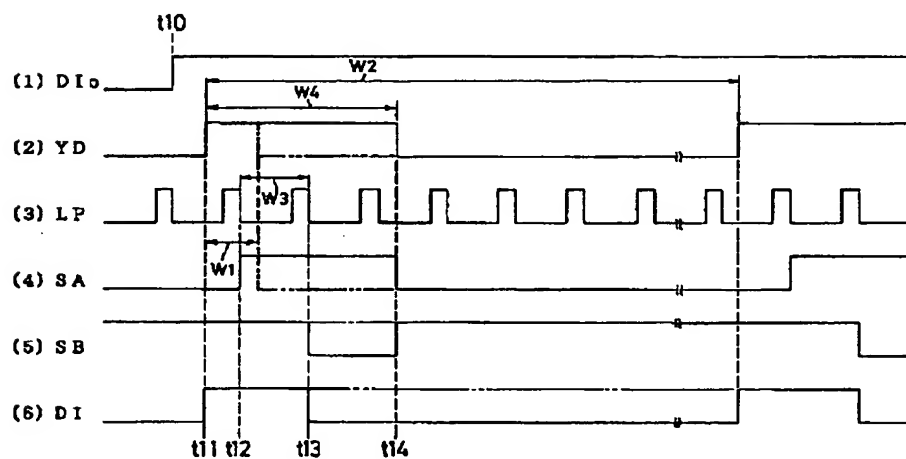 t10
(1) DIo
W2
W4
(2) YD
W3
(3) LP
W1
(4) SA
(5) SB
(6) DI
t11 t12 t13 t14